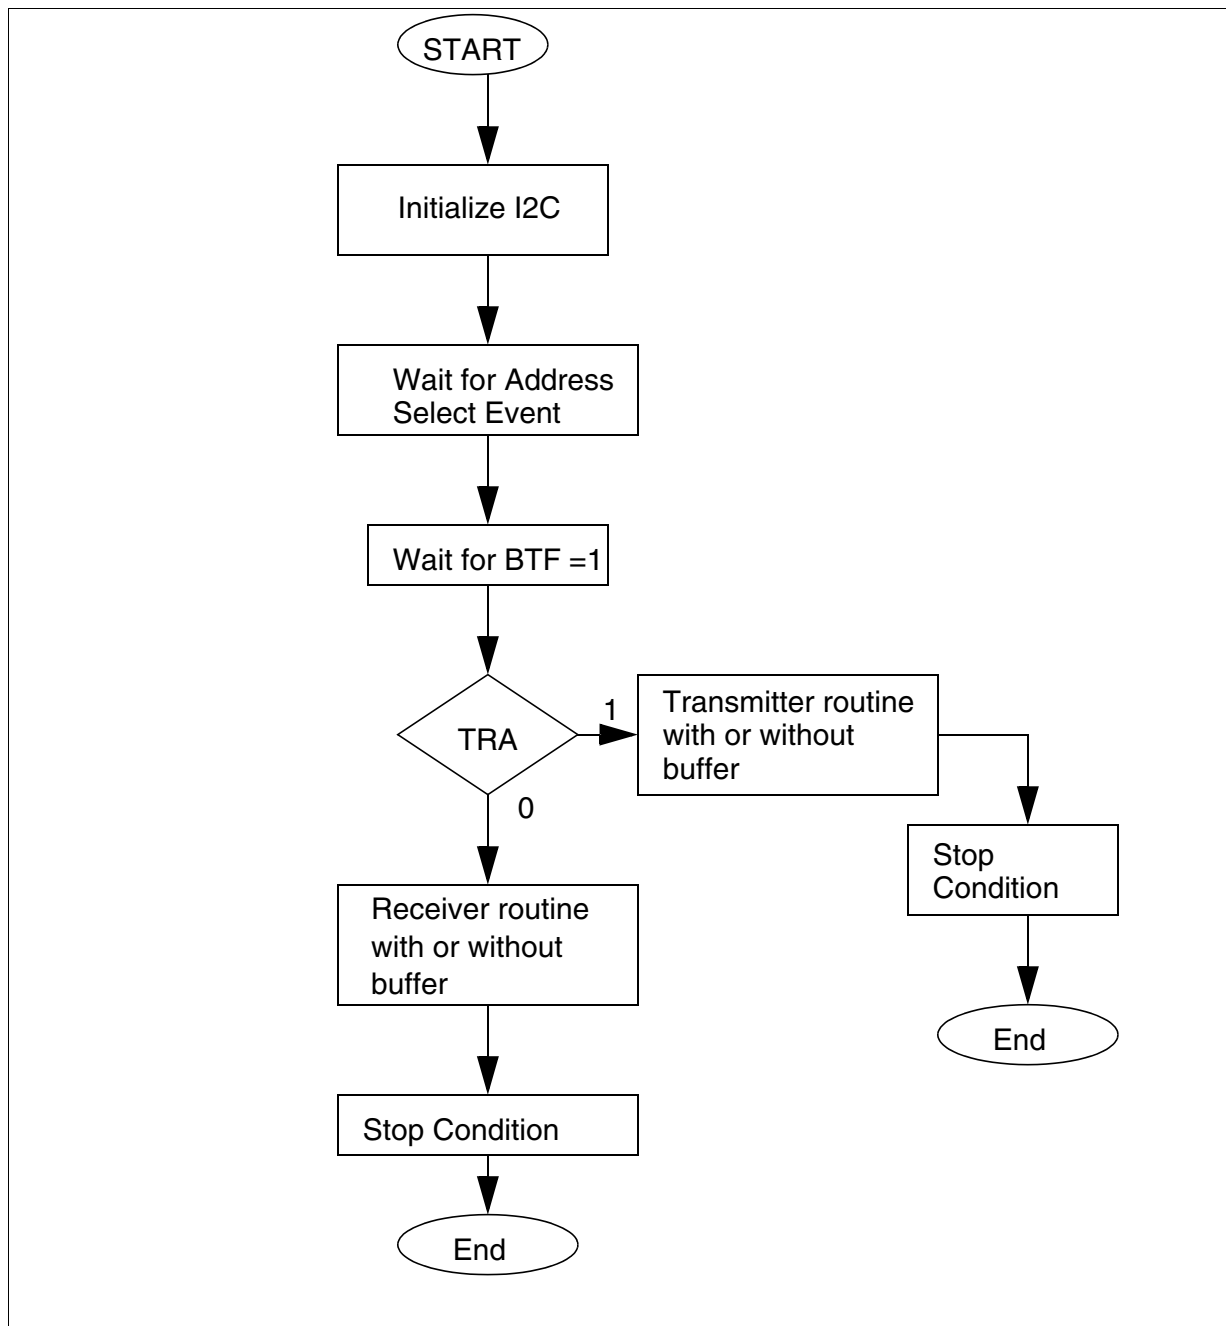 START
Initialize I2C
Wait for Address
Select Event
Wait for BTF =1
TRA
1
Transmitter routine
with or without
buffer
0
Stop
Condition
Receiver routine
with or without
buffer
End
Stop Condition
End